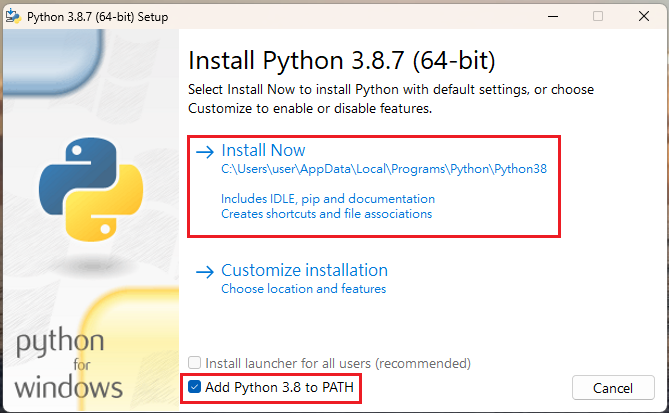 Python 3.8.7 (64-bit) Setup
Install Python 3.8.7 (64-bit)
Select Install Now to install Python with default settings, or choose
Customize to enable or disable features.
Install Now
C:\Users\user\AppData\Local\Programs\Python\Python38
Includes IDLE, pip and documentation
Creates shortcuts and file associations
Customize installation
Choose location and features
Install launcher for all users (recommended)
Add Python 3.8 to PATH
Cancel
python
for
windows